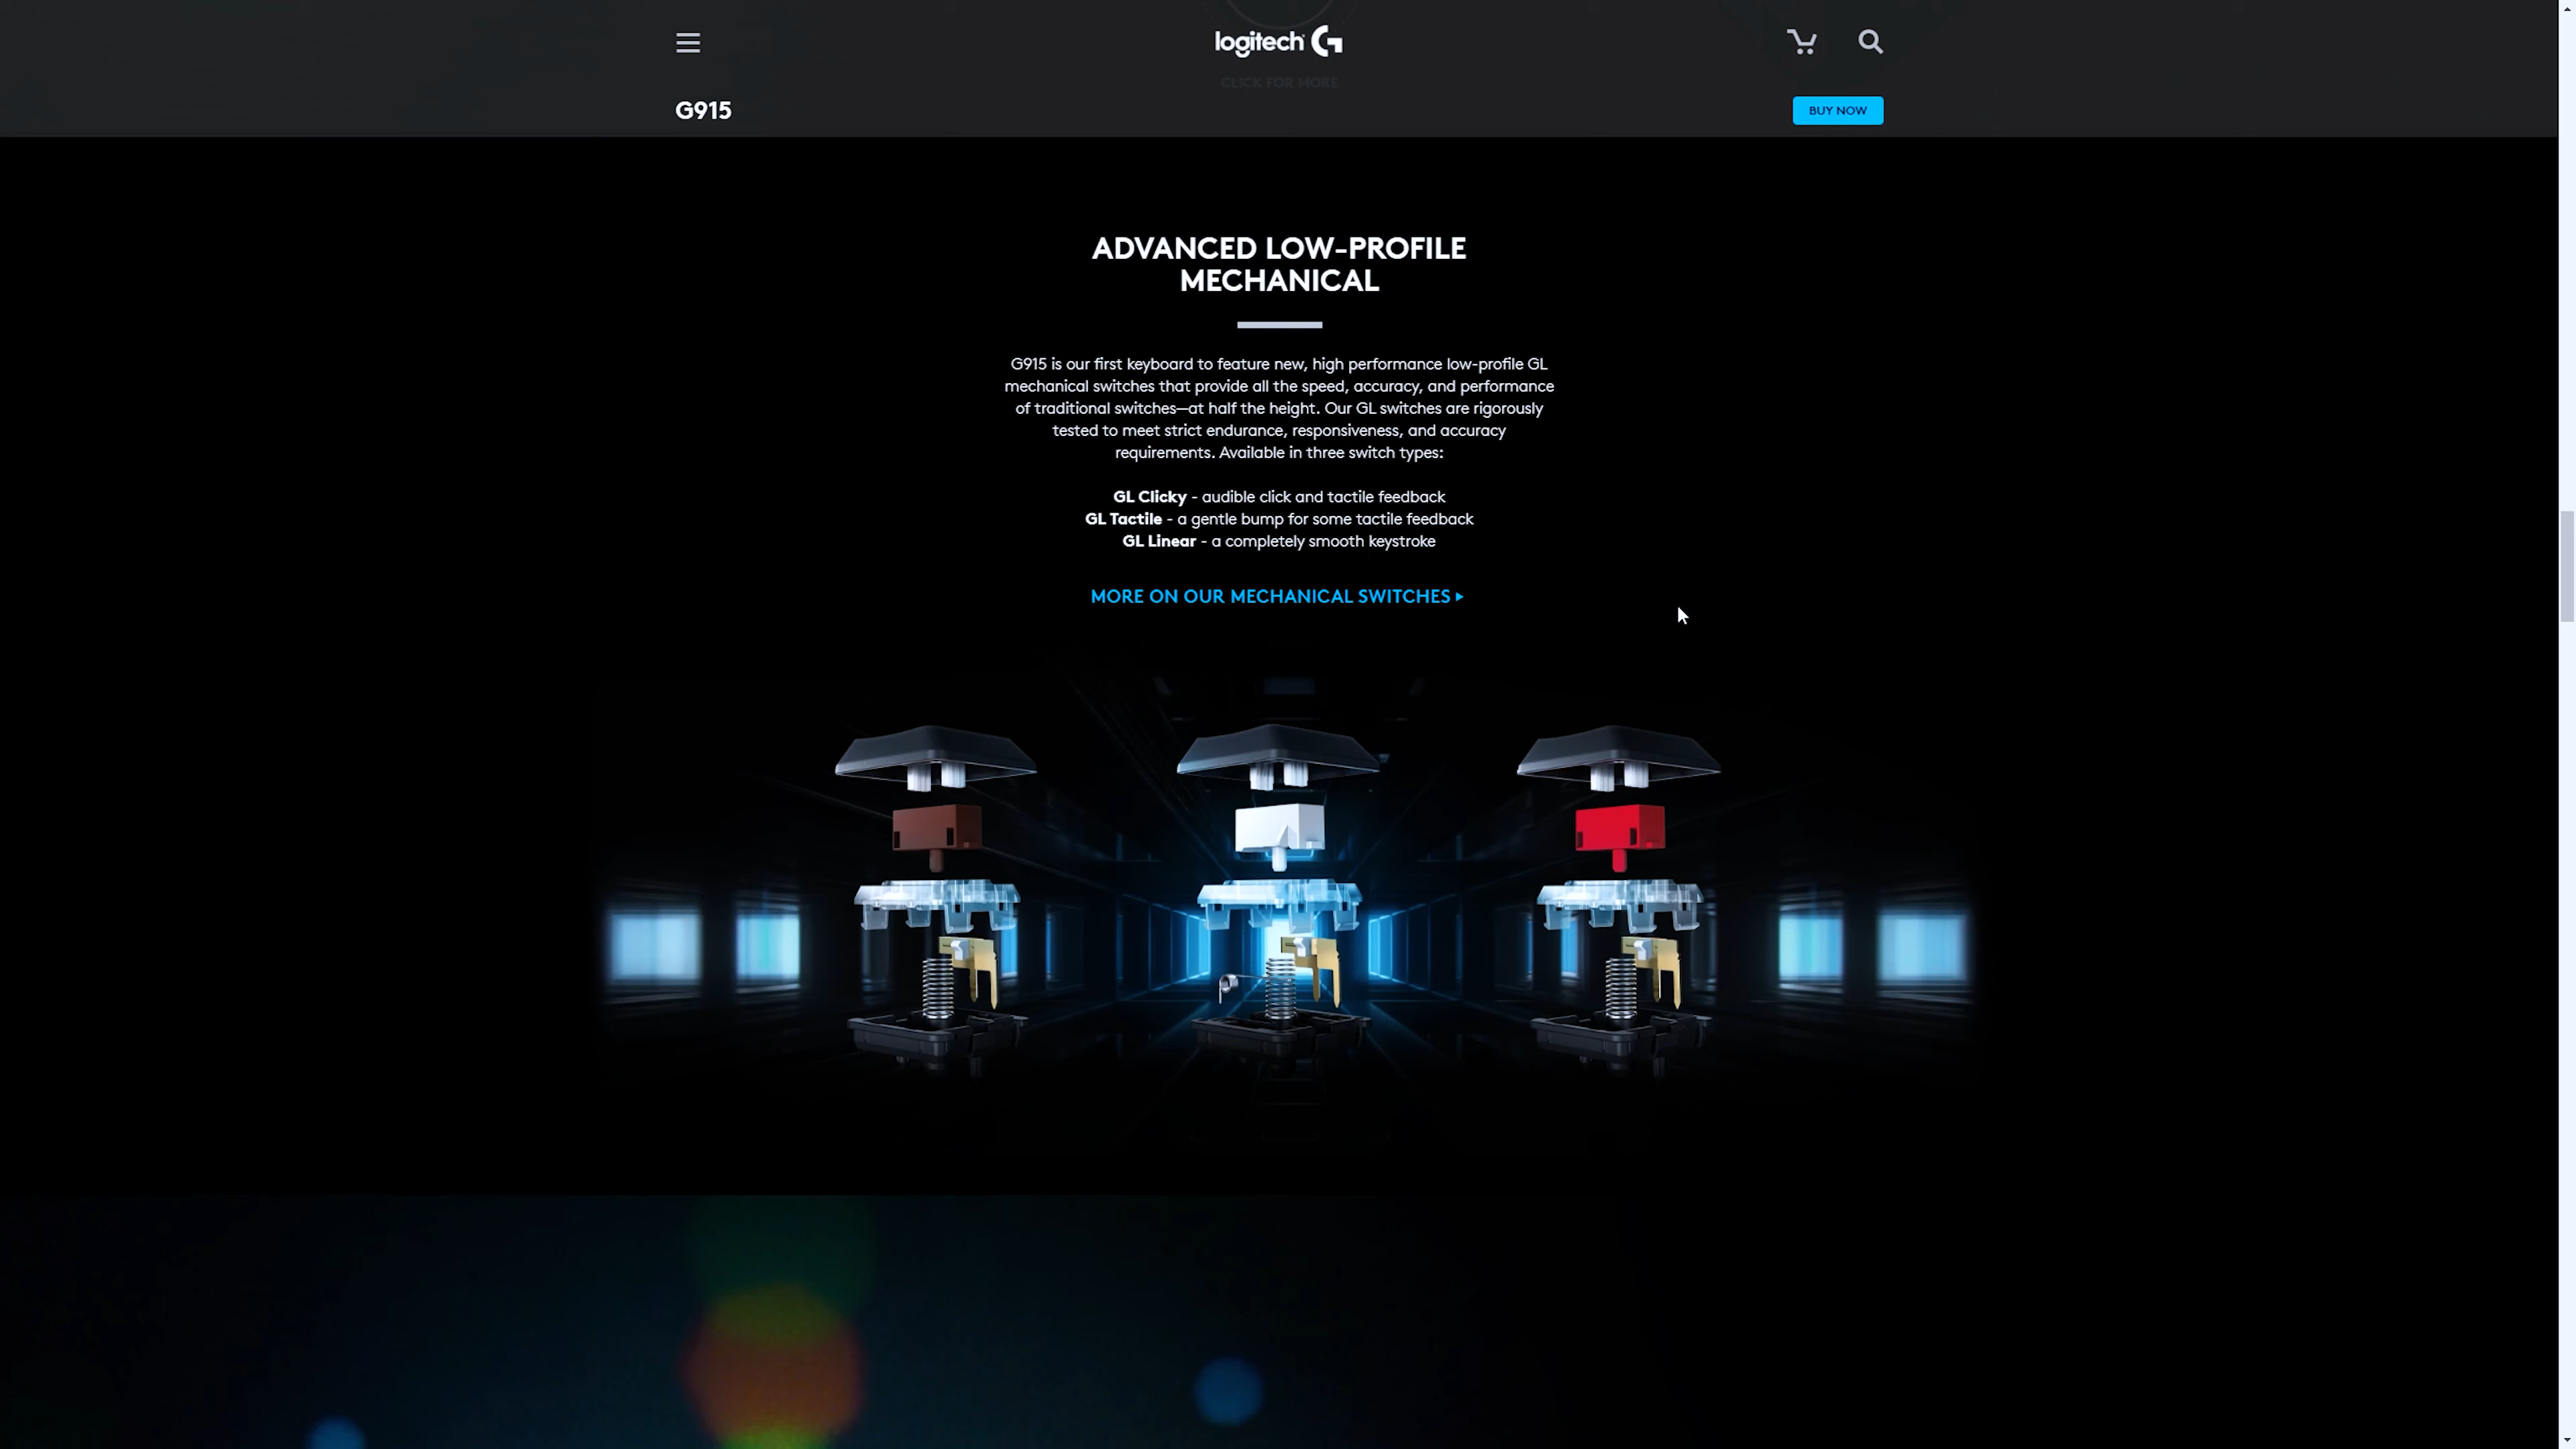 logitech G
CLICK FOR MORE
G915
BUY NOW
ADVANCED LOW-PROFILE
MECHANICAL
G915 is our first keyboard to feature new, high performance low-profile GL
mechanical switches that provide all the speed, accuracy, and performance
of traditional switches—at half the height. Our GL switches are rigorously
tested to meet strict endurance, responsiveness, and accuracy
requirements. Available in three switch types:
GL Clicky - audible click and tactile feedback
GL Tactile - a gentle bump for some tactile feedback
GL Linear - a completely smooth keystroke
MORE ON OUR MECHANICAL SWITCHES